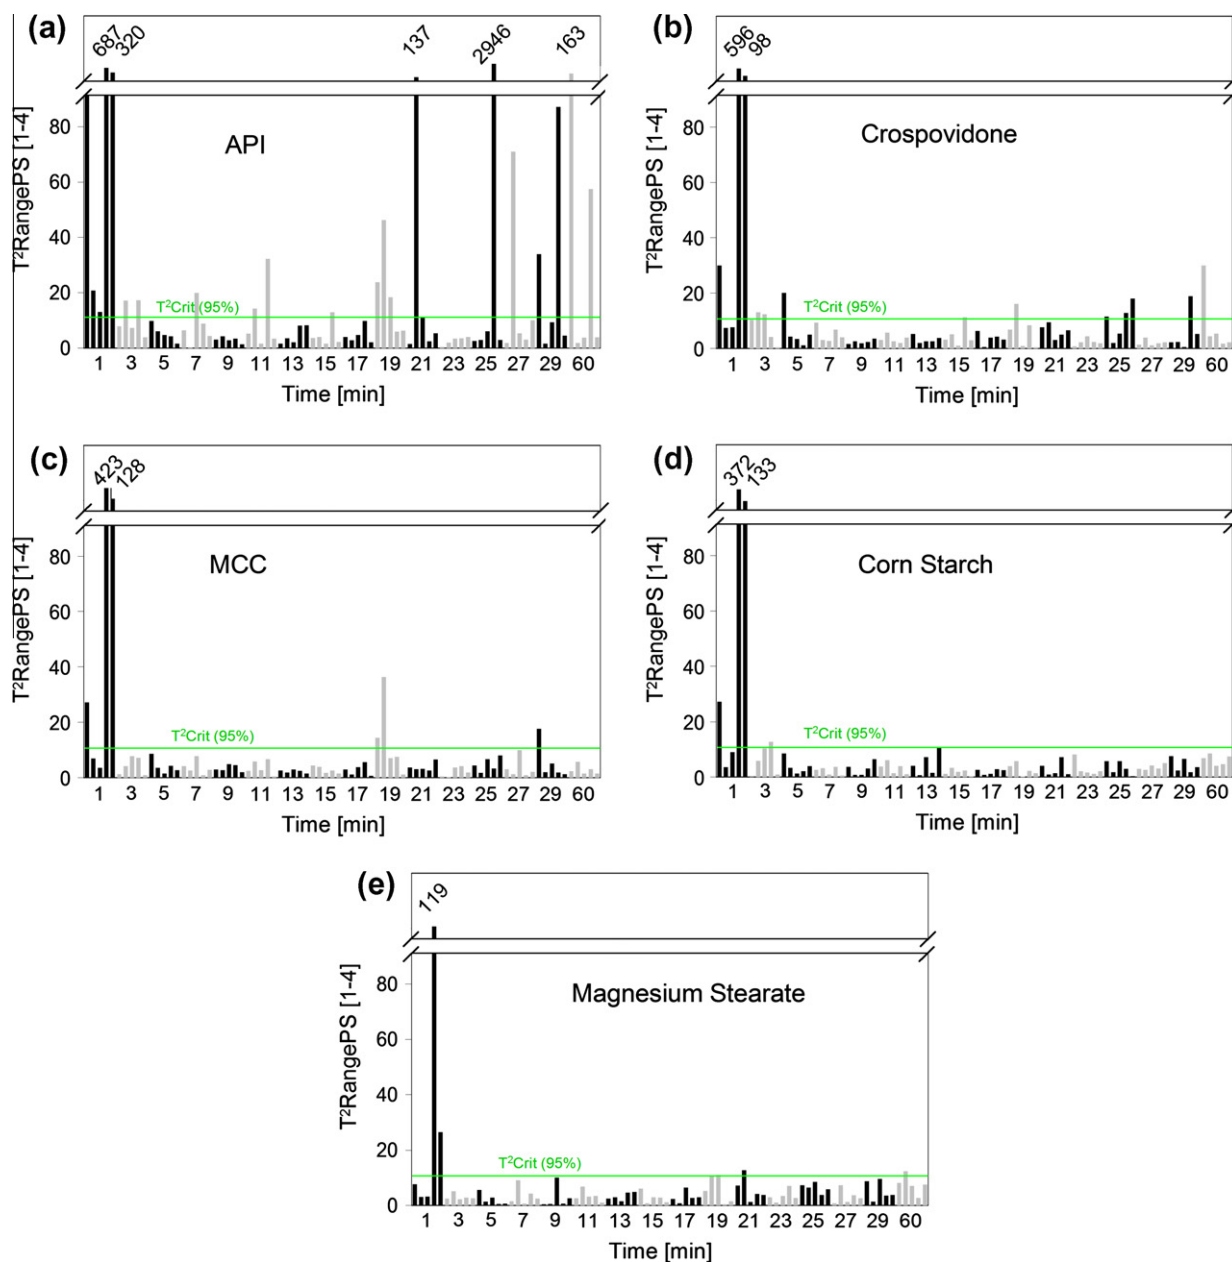 (a)
687
320
137
2946
163
API
T²Crit (95%)
T²RangePS [1-4]
80
60
40
20
0
1 3 5 7 9 11 13 15 17 19 21 23 25 27 29 60
Time [min]
(b)
596
98
Crospovidone
T²Crit (95%)
T²RangePS [1-4]
80
60
40
20
0
1 3 5 7 9 11 13 15 17 19 21 23 25 27 29 60
Time [min]
(c)
423
128
MCC
T²Crit (95%)
T²RangePS [1-4]
80
60
40
20
0
1 3 5 7 9 11 13 15 17 19 21 23 25 27 29 60
Time [min]
(d)
372
133
Corn Starch
T²Crit (95%)
T²RangePS [1-4]
80
60
40
20
0
1 3 5 7 9 11 13 15 17 19 21 23 25 27 29 60
Time [min]
(e)
119
Magnesium Stearate
T²Crit (95%)
T²RangePS [1-4]
80
60
40
20
0
1 3 5 7 9 11 13 15 17 19 21 23 25 27 29 60
Time [min]